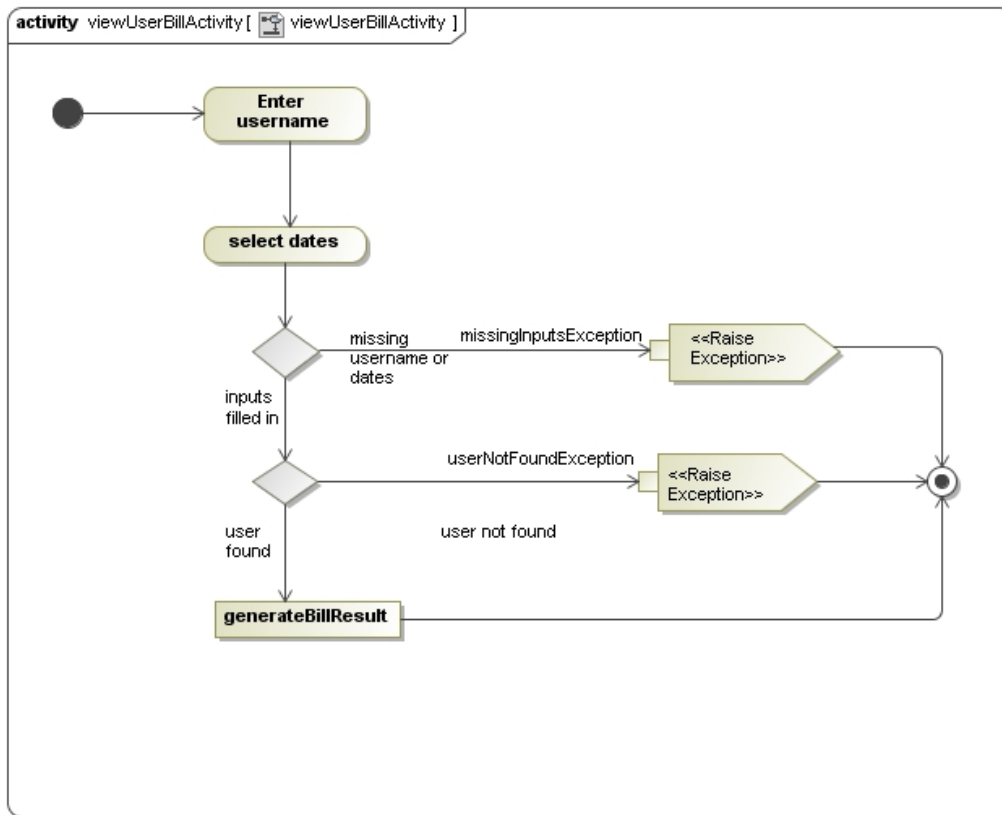 activity viewUserBillActivity [ viewUserBillActivity ]
Enter
username
select dates
missing
username or
dates
missingInputsException
<<Raise
Exception>>
inputs
filled in
userNotFoundException
<<Raise
Exception>>
user
found
user not found
generateBillResult